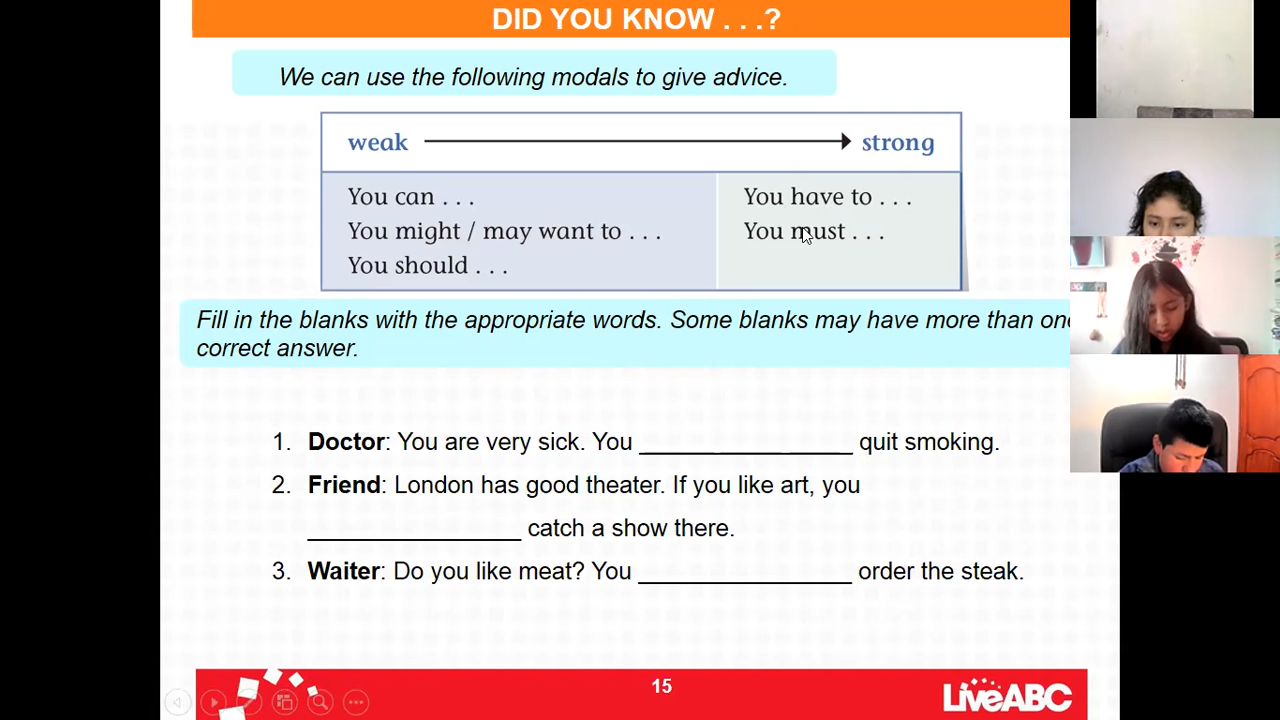 DID YOU KNOW . . .?
We can use the following modals to give advice.
weak strong
You can . . . You have to . . .
You might / may want to . . . You must . . .
You should . . .
Fill in the blanks with the appropriate words. Some blanks may have more than one
correct answer.
1. Doctor: You are very sick. You _________________ quit smoking.
2. Friend: London has good theater. If you like art, you
_________________ catch a show there.
3. Waiter: Do you like meat? You _________________ order the steak.
15
LiveABC